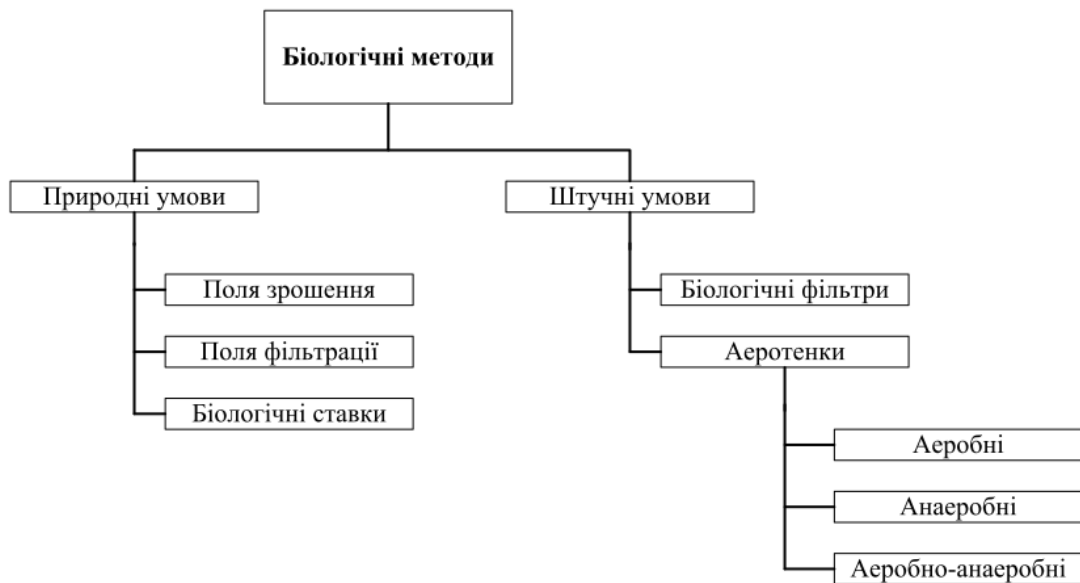 Біологічні методи
Природні умови
Штучні умови
Поля зрошення
Біологічні фільтри
Поля фільтрації
Аеротенки
Біологічні ставки
Аеробні
Анаеробні
Аеробно-анаеробні